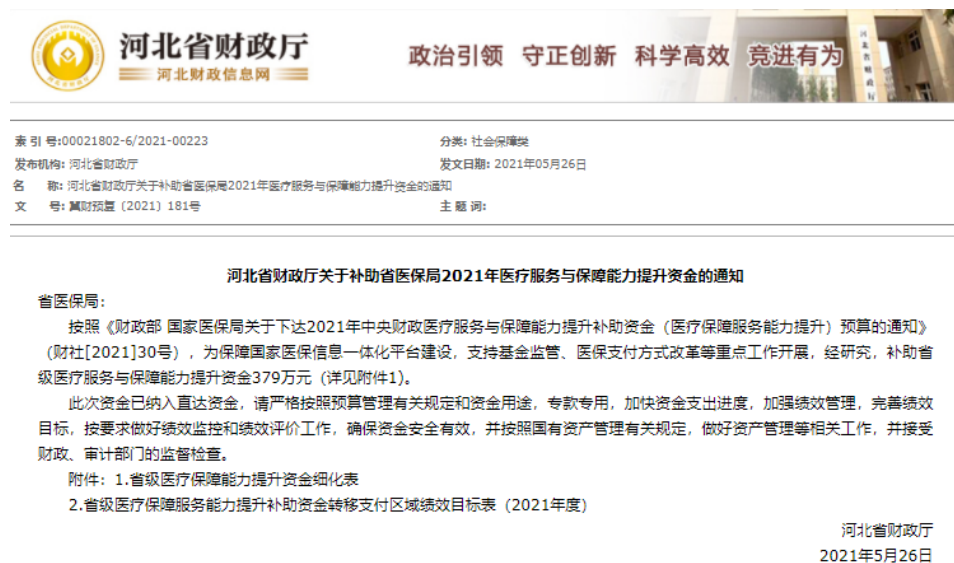 河北省财政厅
河北财政信息网
政治引领 守正创新 科学高效 竞进有为
河北省财政厅
索 引 号:00021802-6/2021-00223 分类: 社会保障类
发布机构: 河北省财政厅 发文日期: 2021年05月26日
名 称: 河北省财政厅关于补助省医保局2021年医疗服务与保障能力提升资金的通知
文 号: 冀财预复〔2021〕181号 主 题 词:
河北省财政厅关于补助省医保局2021年医疗服务与保障能力提升资金的通知
省医保局：
按照《财政部 国家医保局关于下达2021年中央财政医疗服务与保障能力提升补助资金（医疗保障服务能力提升）预算的通知》
（财社[2021]30号），为保障国家医保信息一体化平台建设，支持基金监管、医保支付方式改革等重点工作开展，经研究，补助省
级医疗服务与保障能力提升资金379万元（详见附件1)。
此次资金已纳入直达资金，请严格按照预算管理有关规定和资金用途，专款专用，加快资金支出进度，加强绩效管理，完善绩效
目标，按要求做好绩效监控和绩效评价工作，确保资金安全有效，并按照国有资产管理有关规定，做好资产管理等相关工作，并接受
财政、审计部门的监督检查。
附件：1.省级医疗保障能力提升资金细化表
2.省级医疗保障服务能力提升补助资金转移支付区域绩效目标表（2021年度）
河北省财政厅
2021年5月26日